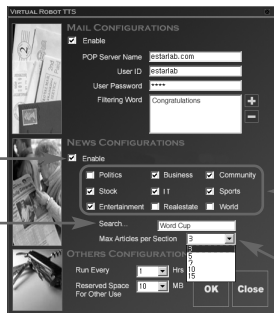 VIRTUAL ROBOT
TTS
MAIL CONFIGURATIONS
Enable
POP Server Name estarlab.com
User ID estarlab
User Password ****
Filtering Word Congratulations
NEWS CONFIGURATIONS
Enable
Politics Business Community
Stock IT Sports
Entertainment Realestate World
Search... Word Cup
Max Articles per Section 3
5
7
10
15
OTHERS CONFIGURATION
Run Every 1 Hrs
Reserved Space 10 MB
For Other Use
OK Close